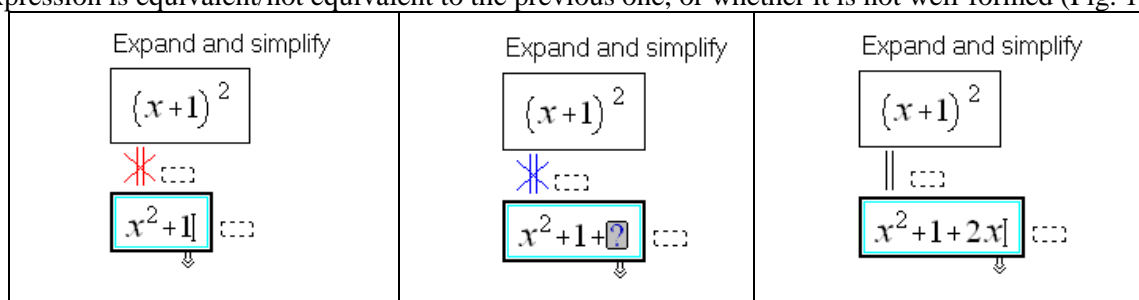 xpression is equivalent/not equivalent to the previous one, or whether it is not well formed (Fig. 1
Expand and simplify
(x+1)²
x²+1
Expand and simplify
(x+1)²
x²+1+?
Expand and simplify
(x+1)²
x²+1+2x